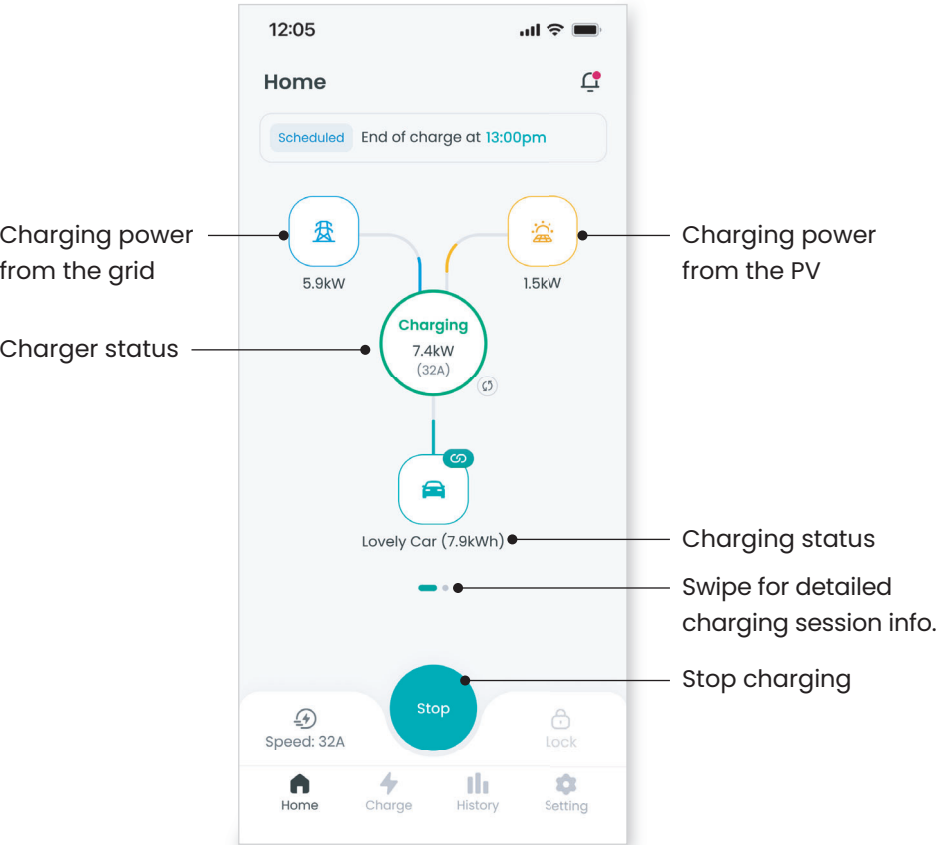 12:05
Home
Scheduled End of charge at 13:00pm
Charging power
from the grid
Charging power
from the PV
5.9kW
1.5kW
Charging
7.4kW
(32A)
Charger status
Lovely Car (7.9kWh)
Charging status
Swipe for detailed
charging session info.
Stop charging
Stop
Speed: 32A
Lock
Home Charge History Setting